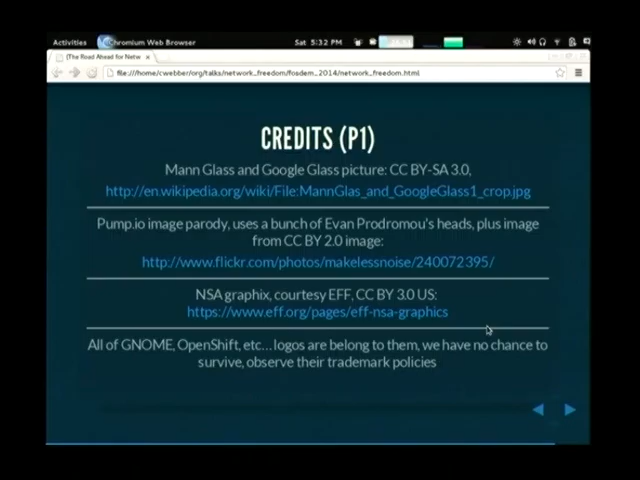 Activities Chromium Web Browser Sat 5:32 PM
(The Road Ahead for Netw ×
file:///home/cwebber/org/talks/network_freedom/fosdem_2014/network_freedom.html
CREDITS (P1)
Mann Glass and Google Glass picture: CC BY-SA 3.0,
http://en.wikipedia.org/wiki/File:MannGlas_and_GoogleGlass1_crop.jpg
Pump.io image parody, uses a bunch of Evan Prodromou's heads, plus image
from CC BY 2.0 image:
http://www.flickr.com/photos/makelessnoise/240072395/
NSA graphix, courtesy EFF, CC BY 3.0 US:
https://www.eff.org/pages/eff-nsa-graphics
All of GNOME, OpenShift, etc... logos are belong to them, we have no chance to
survive, observe their trademark policies